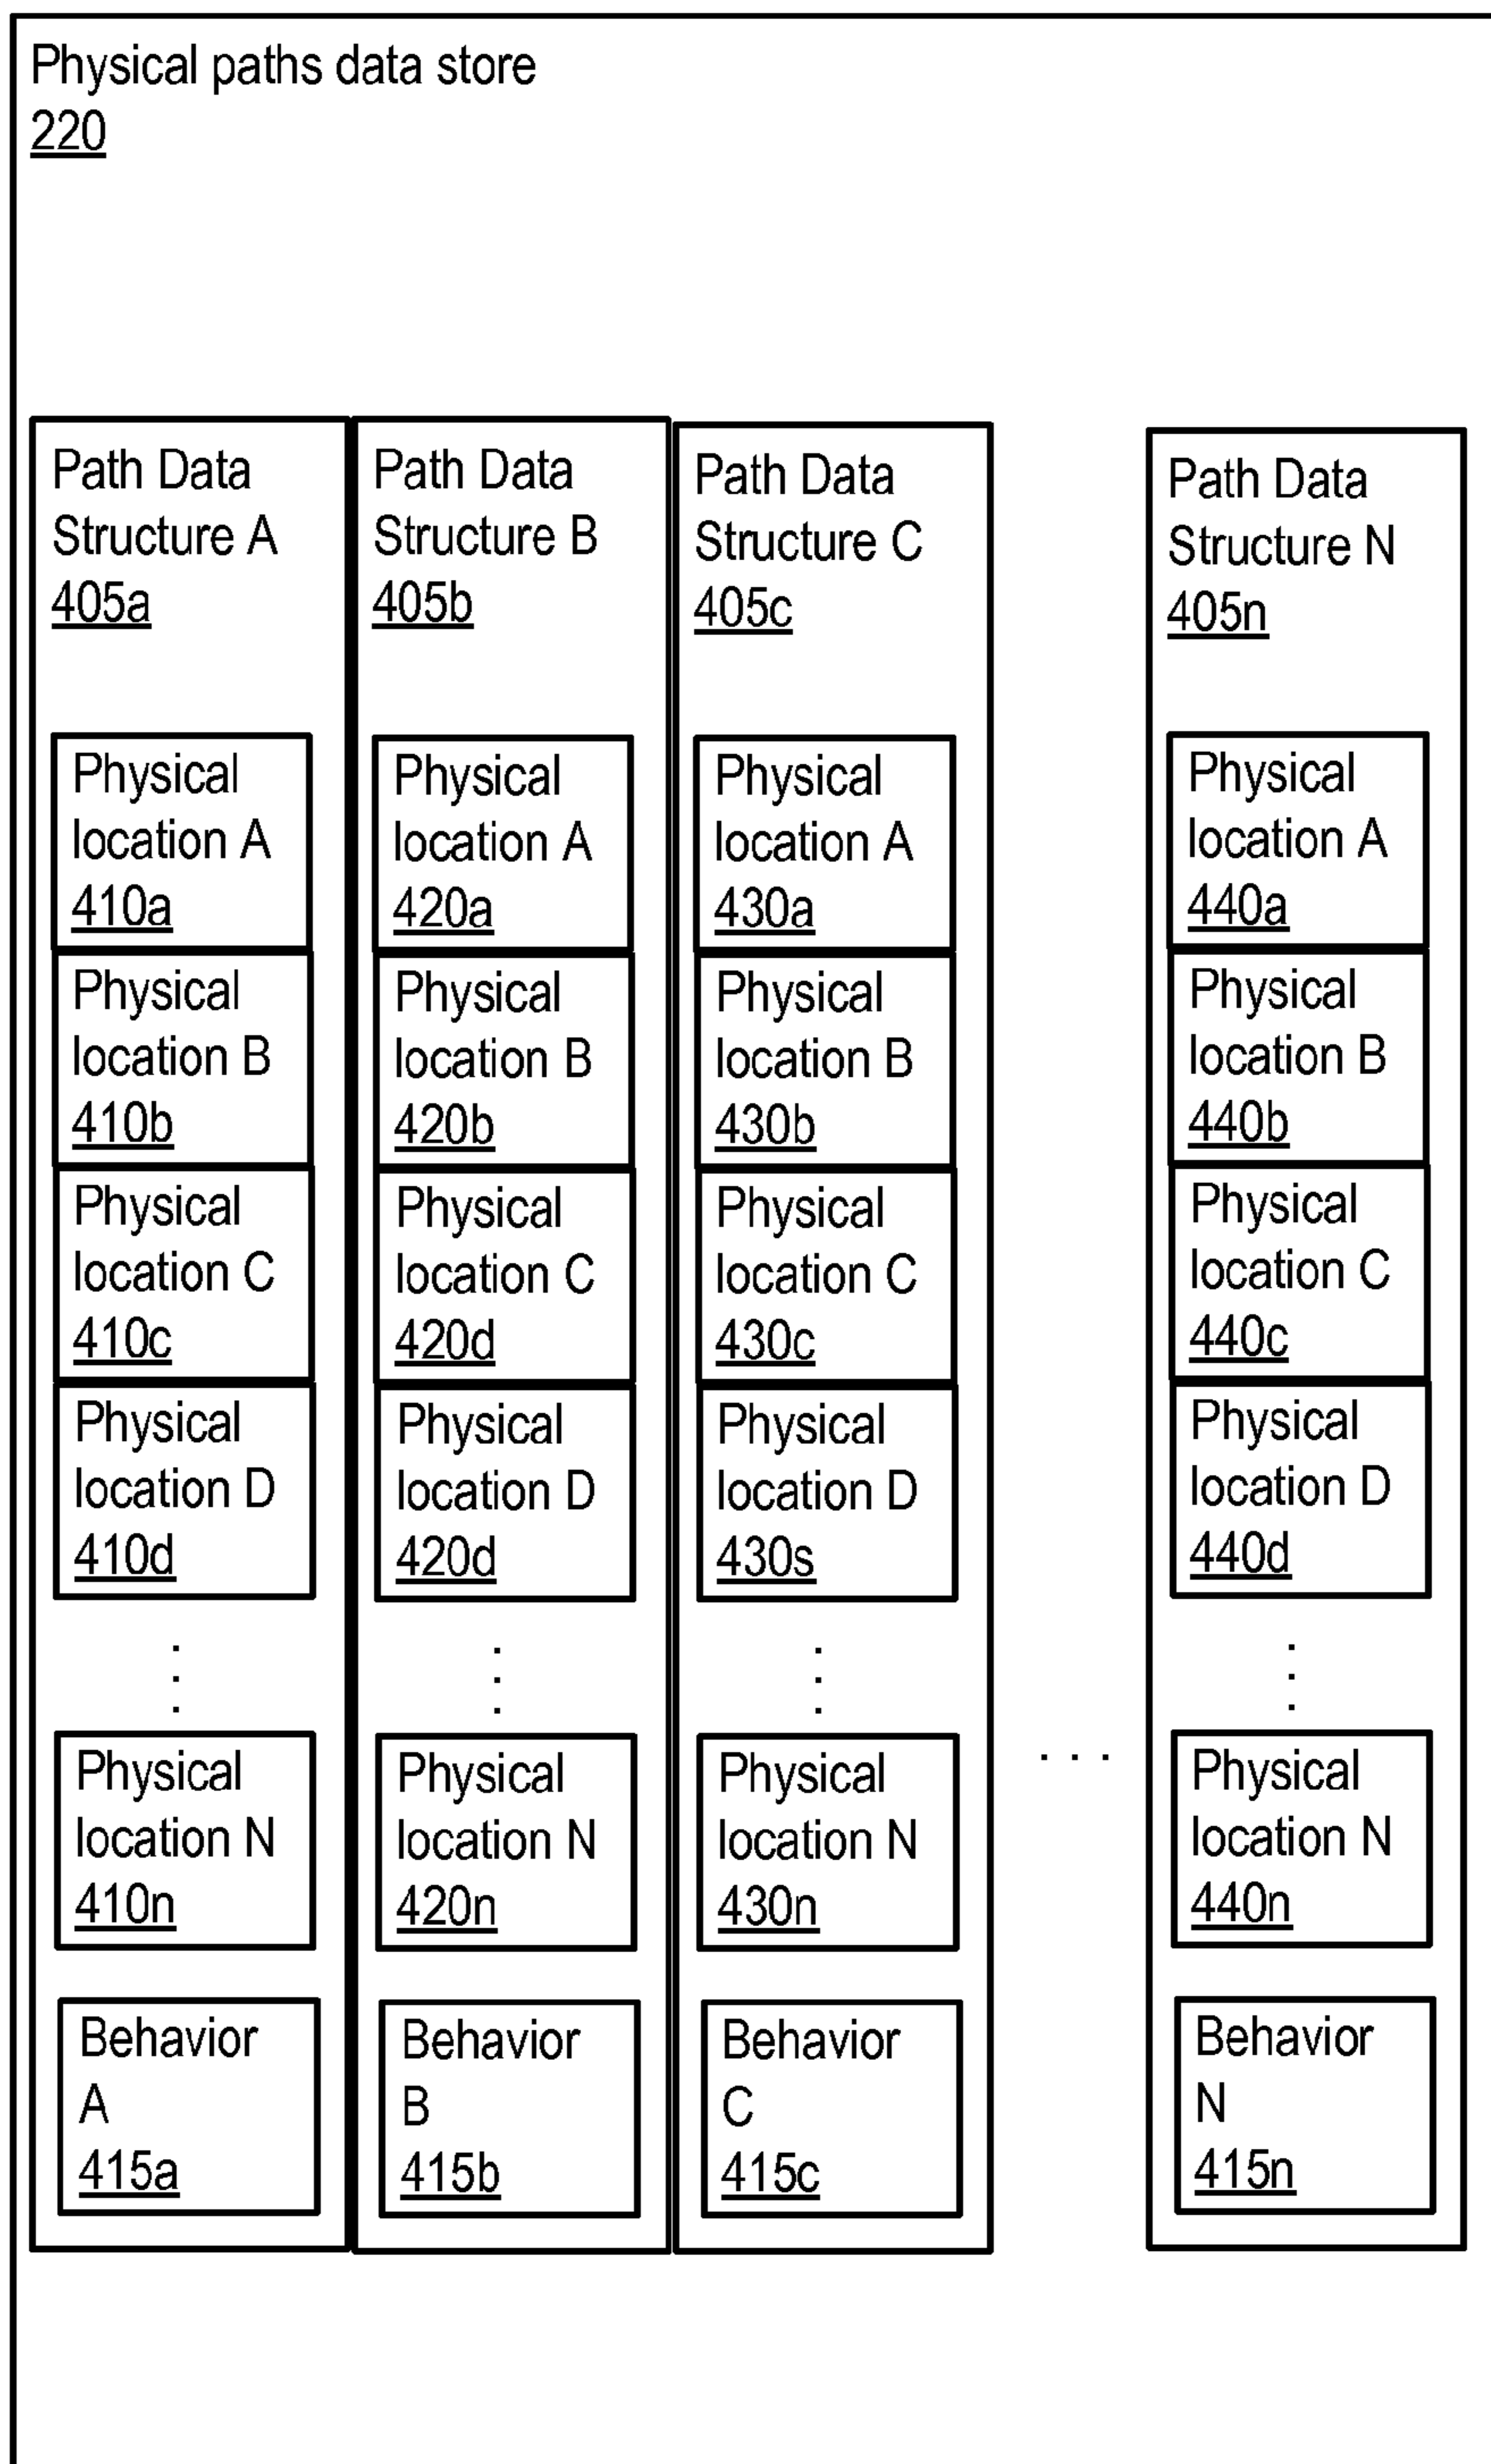 Physical paths data store
220
Path Data
Structure A
405a
Physical
location A
410a
Physical
location B
410b
Physical
location C
410c
Physical
location D
410d
Physical
location N
410n
Behavior
A
415a
Path Data
Structure B
405b
Physical
location A
420a
Physical
location B
420b
Physical
location C
420d
Physical
location D
420d
Physical
location N
420n
Behavior
B
415b
Path Data
Structure C
405c
Physical
location A
430a
Physical
location B
430b
Physical
location C
430c
Physical
location D
430s
Physical
location N
430n
Behavior
C
415c
. . .
Path Data
Structure N
405n
Physical
location A
440a
Physical
location B
440b
Physical
location C
440c
Physical
location D
440d
Physical
location N
440n
Behavior
N
415n